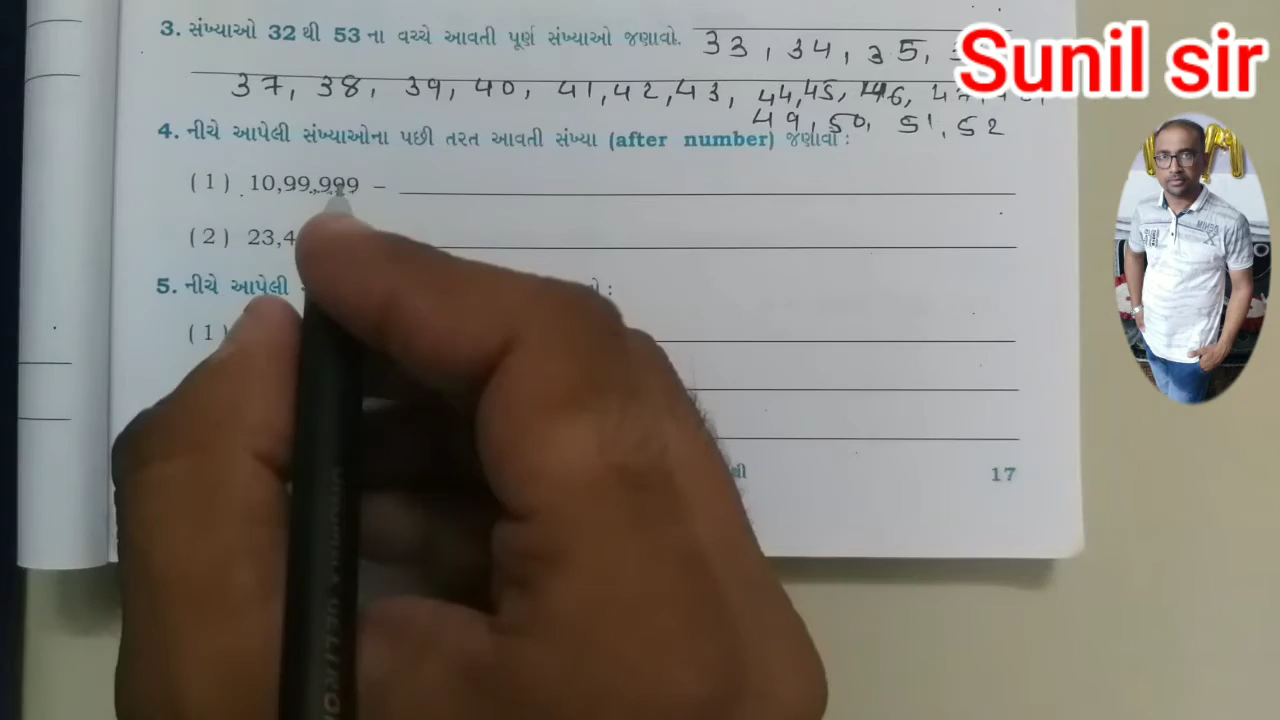 3. સંખ્યાઓ 32 થી 53 ના વચ્ચે આવતી પૂર્ણ સંખ્યાઓ જણાવો. 33, 34, 35,
Sunil sir
37, 38, 39, 40, 41, 42, 43, 44, 45, 46,
49, 50, 51, 52
4. નીચે આપેલી સંખ્યાઓના પછી તરત આવતી સંખ્યા (after number) જણાવો :
(1) 10,99,999 –
(2) 23,4
5. નીચે આપેલી
(1)
17